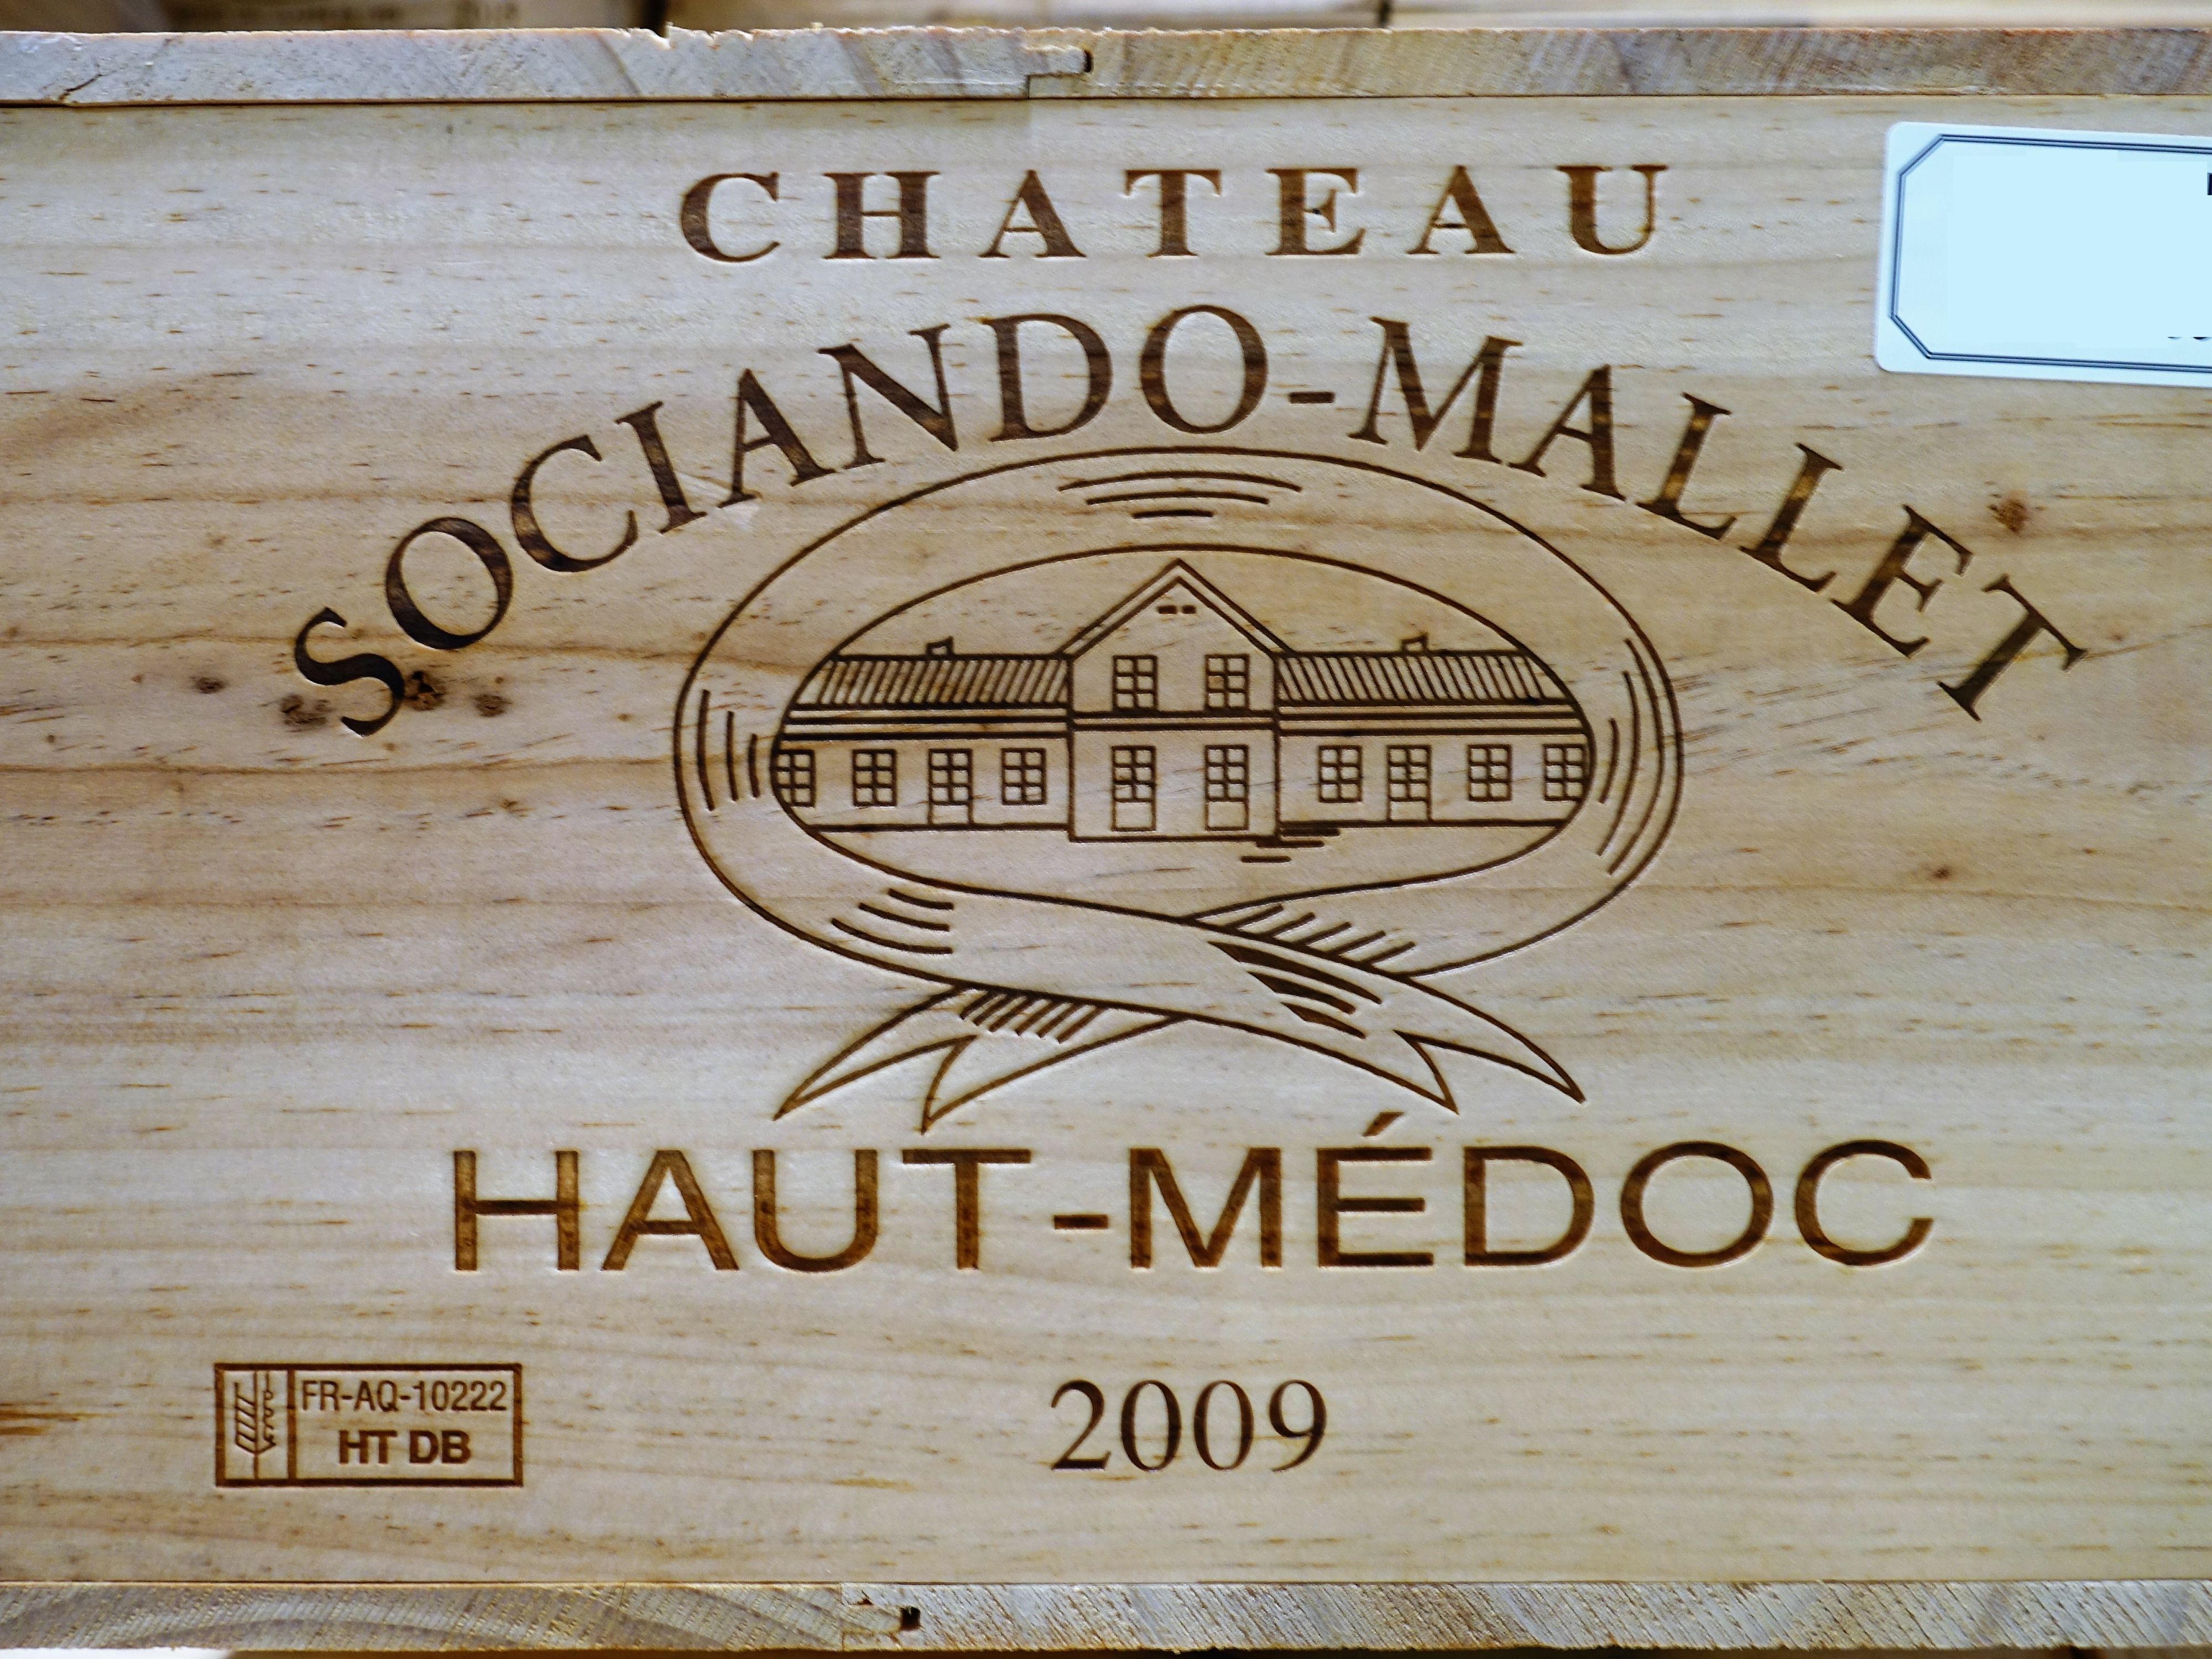 CHATEAU
SOCIANDO-MALLET
HAUT-MÉDOC
FR-AQ-10222
HT DB
2009